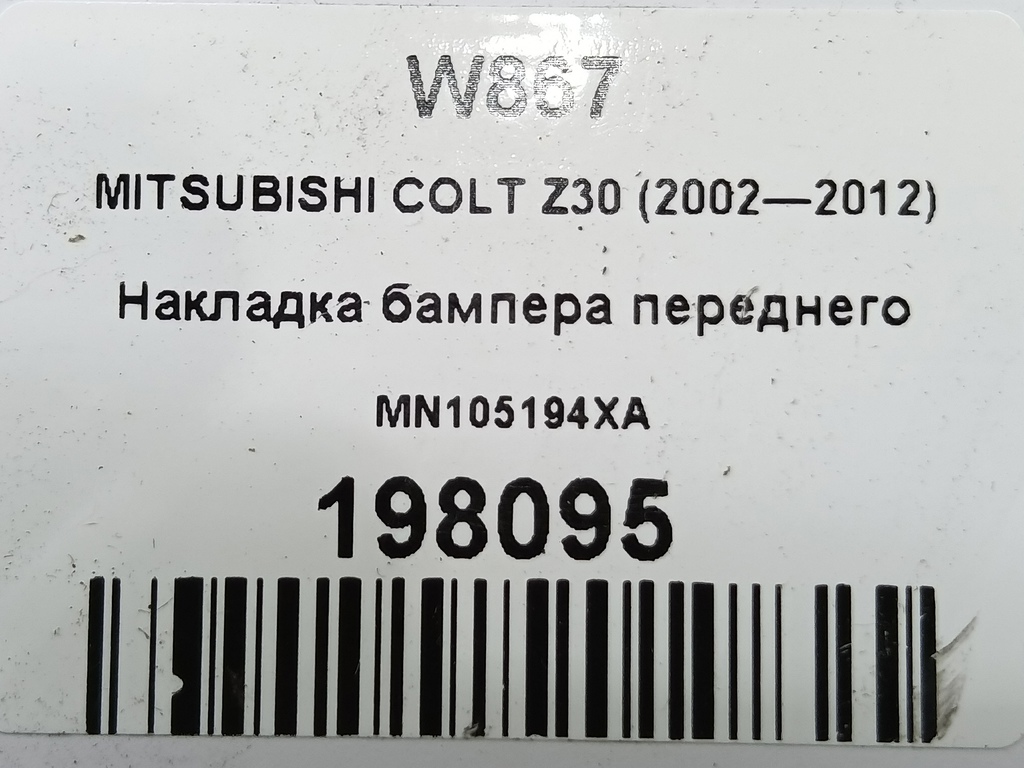 W867
MITSUBISHI COLT Z30 (2002—2012)
Накладка бампера переднего
MN105194XA
198095